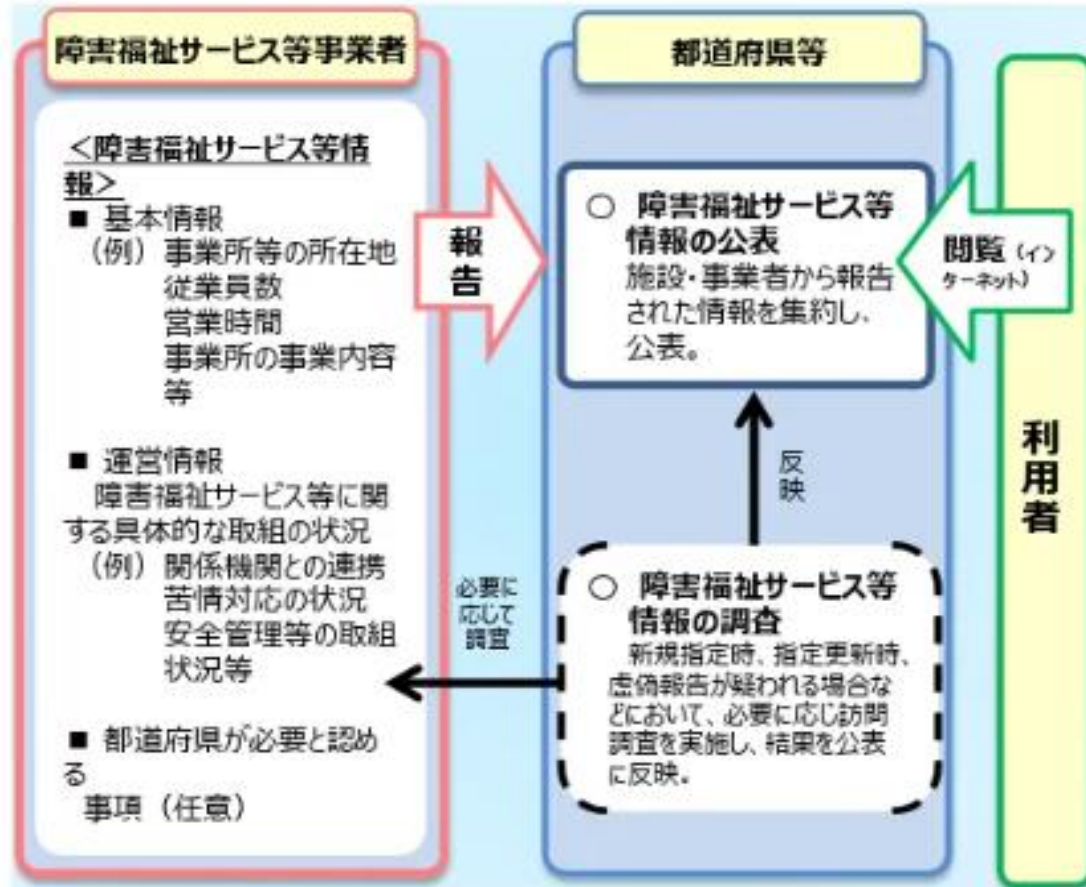 障害福祉サービス等事業者
<障害福祉サービス等情
報>
■ 基本情報
(例)事業所等の所在地
従業員数
営業時間
事業所の事業内容
等
■ 運営情報
障害福祉サービス等に関
する具体的な取組の状況
(例)関係機関との連携
苦情対応の状況
安全管理等の取組
状況等
■ 都道府県が必要と認め
る
事項(任意)
報
告
必要に
応じて
調査
都道府県等
○ 障害福祉サービス等
情報の公表
施設・事業者から報告
された情報を集約し、
公表。
反
映
○ 障害福祉サービス等
情報の調査
新規指定時、指定更新時、
虚偽報告が疑われる場合な
どにおいて、必要に応じ訪問
調査を実施し、結果を公表
に反映。
閲覧(イン
ターネット)
利
用
者